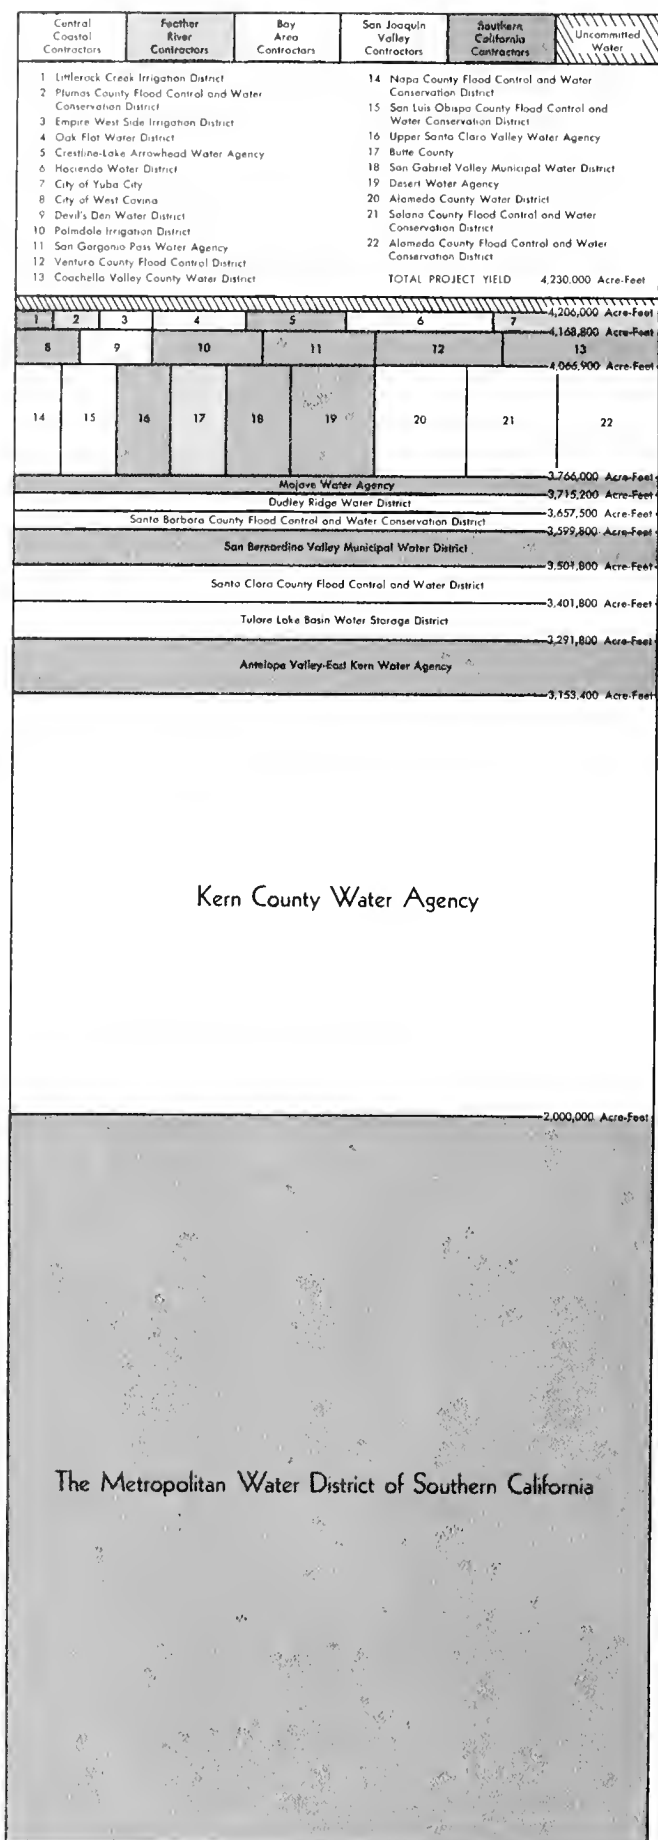 Central
Coastal
Contractors
Feather
River
Contractors
Bay
Area
Contractors
San Joaquin
Valley
Contractors
Southern
California
Contractors
Uncommitted
Water
1 Littlerock Creek Irrigation District
2 Plumas County Flood Control and Water
Conservation District
3 Empire West Side Irrigation District
4 Oak Flat Water District
5 Crestline-Lake Arrowhead Water Agency
6 Hacienda Water District
7 City of Yuba City
8 City of West Covina
9 Devil's Den Water District
10 Palmdale Irrigation District
11 San Gorgonio Pass Water Agency
12 Ventura County Flood Control District
13 Coachella Valley County Water District
14 Napa County Flood Control and Water
Conservation District
15 San Luis Obispo County Flood Control and
Water Conservation District
16 Upper Santa Clara Valley Water Agency
17 Butte County
18 San Gabriel Valley Municipal Water District
19 Desert Water Agency
20 Alameda County Water District
21 Solano County Flood Control and Water
Conservation District
22 Alameda County Flood Control and Water
Conservation District
TOTAL PROJECT YIELD 4,230,000 Acre-Feet
4,206,000 Acre-Feet
1 2 3 4 5 6 7
4,168,800 Acre-Feet
8 9 10 11 12 13
4,066,900 Acre-Feet
14 15 16 17 18 19 20 21 22
3,766,000 Acre-Feet
Mojave Water Agency
3,715,200 Acre-Feet
Dudley Ridge Water District
3,657,500 Acre-Feet
Santa Barbara County Flood Control and Water Conservation District
3,599,800 Acre-Feet
San Bernardino Valley Municipal Water District
3,501,800 Acre-Feet
Santa Clara County Flood Control and Water District
3,401,800 Acre-Feet
Tulare Lake Basin Water Storage District
3,291,800 Acre-Feet
Antelope Valley-East Kern Water Agency
3,153,400 Acre-Feet
Kern County Water Agency
2,000,000 Acre-Feet
The Metropolitan Water District of Southern California